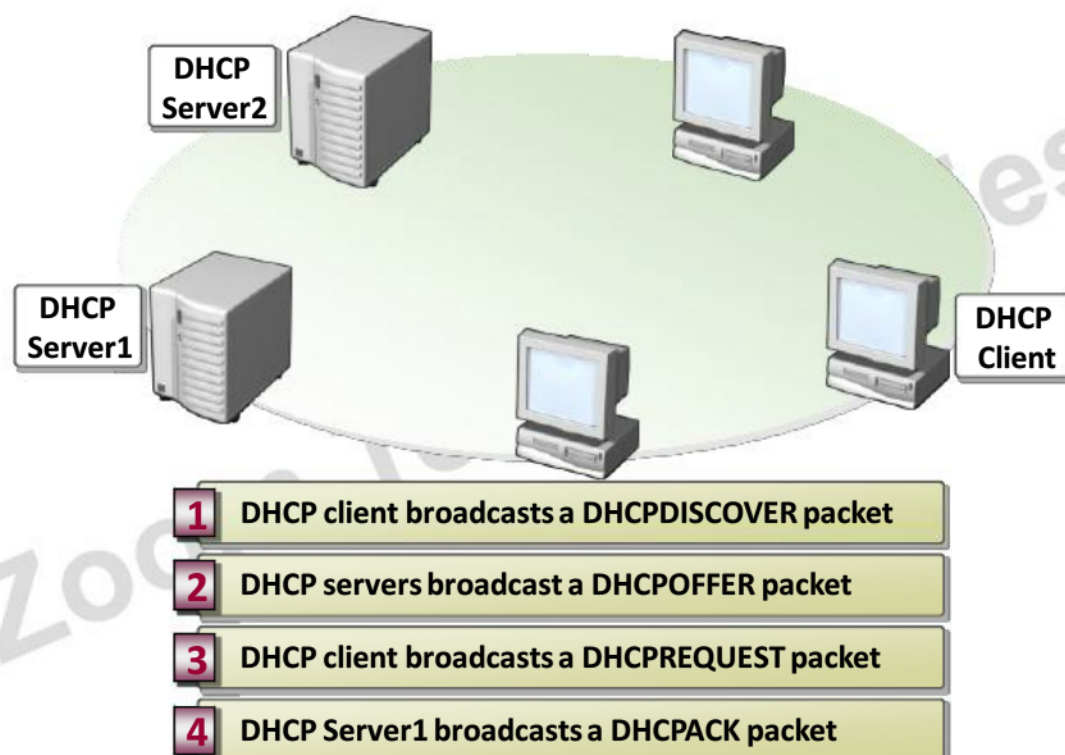 DHCP
Server2
DHCP
Server1
DHCP
Client
1 DHCP client broadcasts a DHCPDISCOVER packet
2 DHCP servers broadcast a DHCPOFFER packet
3 DHCP client broadcasts a DHCPREQUEST packet
4 DHCP Server1 broadcasts a DHCPACK packet